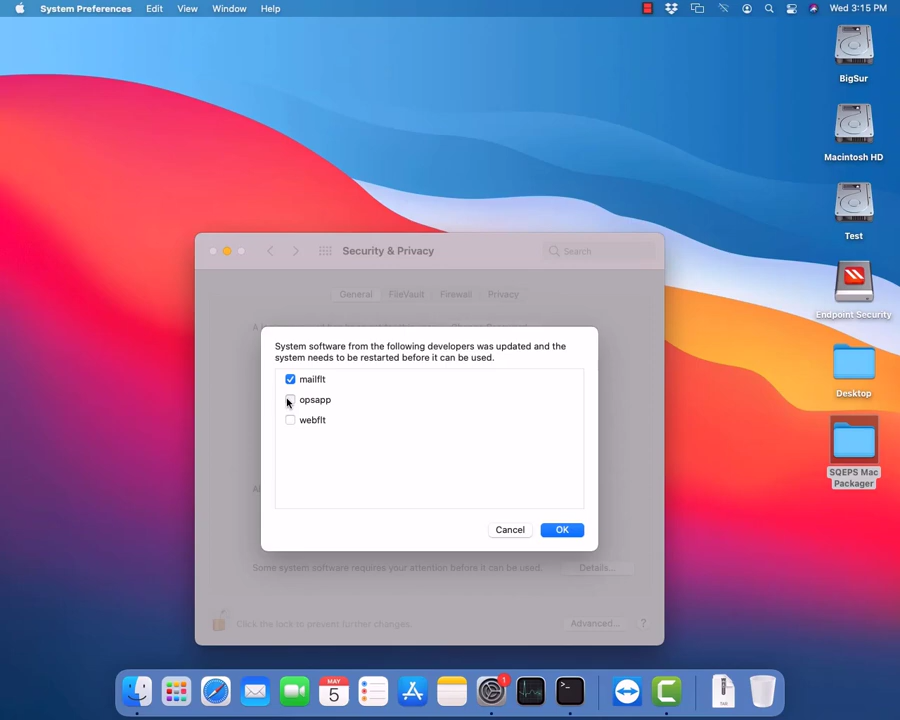 System Preferences Edit View Window Help Wed 3:15 PM
BigSur
Macintosh HD
Test
Endpoint Security
Desktop
SQEPS Mac
Packager
Security & Privacy
Search
General FileVault Firewall Privacy
System software from the following developers was updated and the
system needs to be restarted before it can be used.
mailflt
opsapp
webflt
Cancel OK
Some system software requires your attention before it can be used. Details...
Click the lock to prevent further changes. Advanced... ?
MAY
5
1